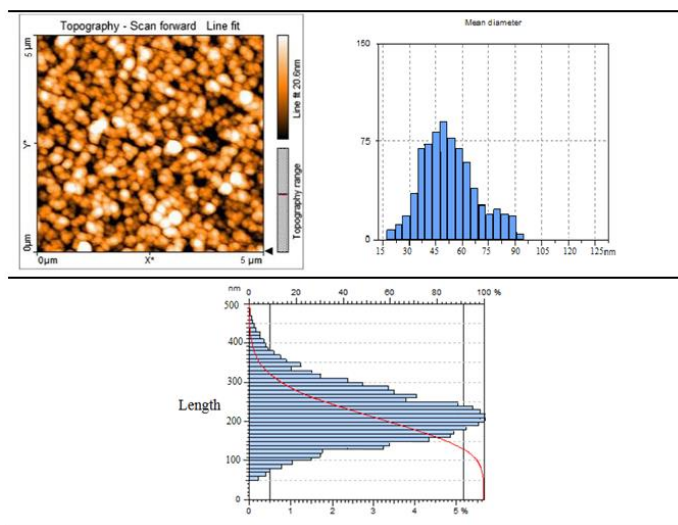 Topography - Scan forward Line fit
5 µm
Y*
0µm
0µm X* 5 µm
Line fit 20.6nm
Topography range
Mean diameter
150
75
0
15 30 45 60 75 90 105 120 135nm
nm 0 20 40 60 80 100 %
500
400
300
200
100
0
Length
0 1 2 3 4 5 %